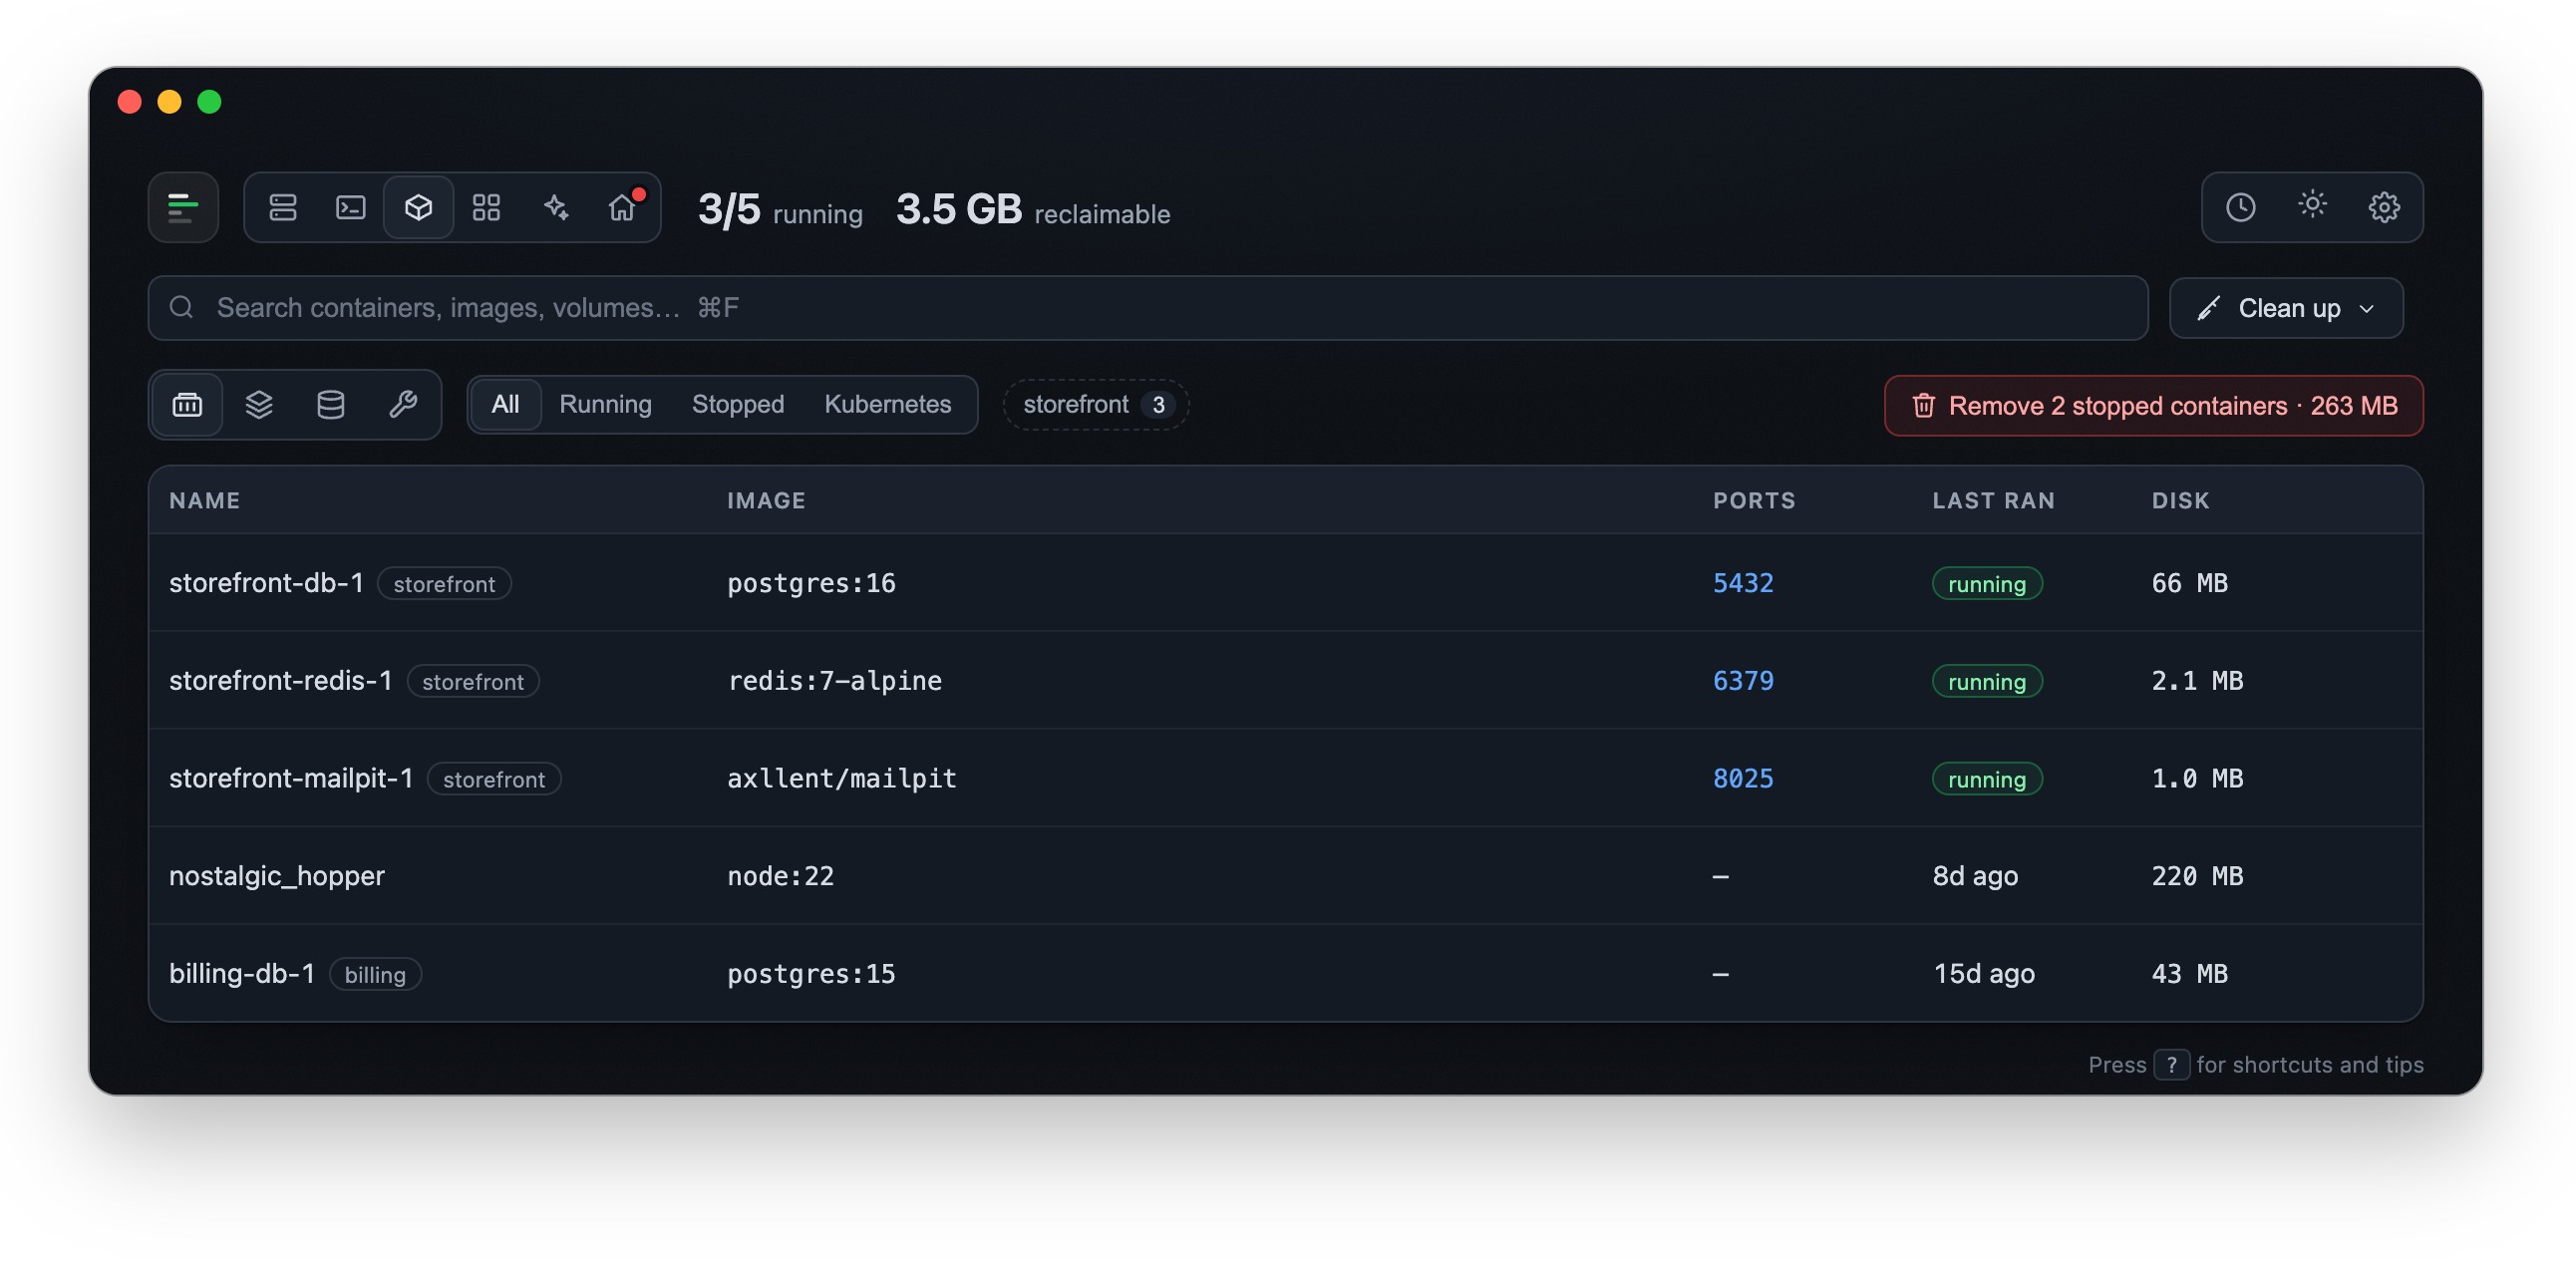 3/5 running 3.5 GB reclaimable
Search containers, images, volumes… ⌘F
Clean up
All Running Stopped Kubernetes storefront 3 Remove 2 stopped containers · 263 MB
NAME IMAGE PORTS LAST RAN DISK
storefront-db-1 storefront postgres:16 5432 running 66 MB
storefront-redis-1 storefront redis:7-alpine 6379 running 2.1 MB
storefront-mailpit-1 storefront axllent/mailpit 8025 running 1.0 MB
nostalgic_hopper node:22 – 8d ago 220 MB
billing-db-1 billing postgres:15 – 15d ago 43 MB
Press ? for shortcuts and tips